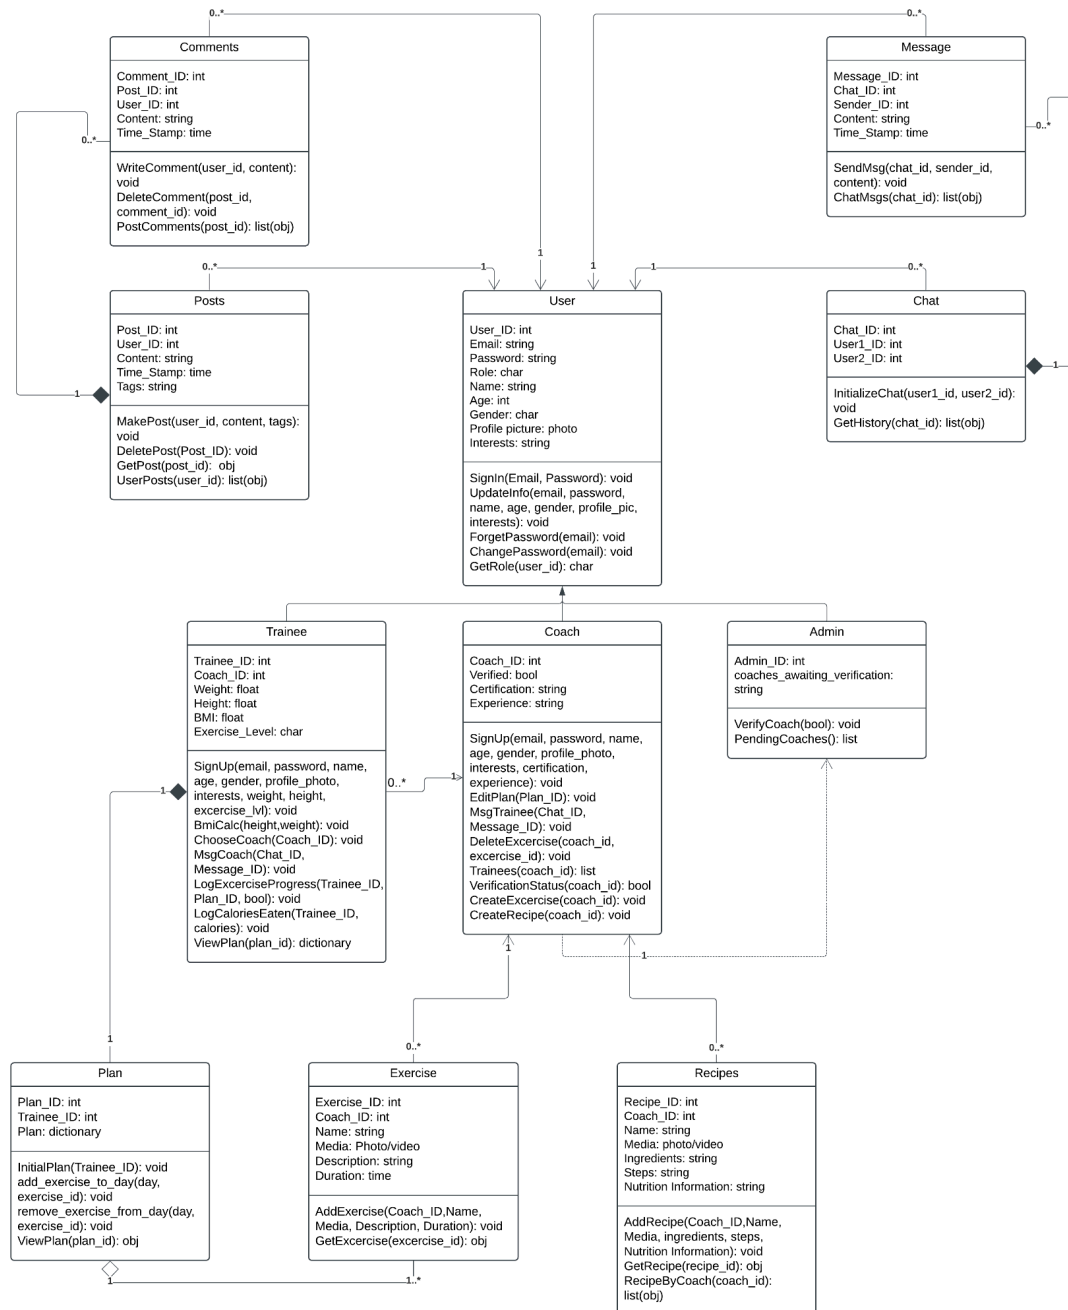 0..*
0..*
Comments
Comment_ID: int
Post_ID: int
User_ID: int
Content: string
Time_Stamp: time
WriteComment(user_id, content):
void
DeleteComment(post_id,
comment_id): void
PostComments(post_id): list(obj)
0..*
Message
Message_ID: int
Chat_ID: int
Sender_ID: int
Content: string
Time_Stamp: time
SendMsg(chat_id, sender_id,
content): void
ChatMsgs(chat_id): list(obj)
0..*
1
1
0..*
1
1
0..*
Posts
Post_ID: int
User_ID: int
Content: string
Time_Stamp: time
Tags: string
MakePost(user_id, content, tags):
void
DeletePost(Post_ID): void
GetPost(post_id): obj
UserPosts(user_id): list(obj)
1
User
User_ID: int
Email: string
Password: string
Role: char
Name: string
Age: int
Gender: char
Profile picture: photo
Interests: string
SignIn(Email, Password): void
UpdateInfo(email, password,
name, age, gender, profile_pic,
interests): void
ForgetPassword(email): void
ChangePassword(email): void
GetRole(user_id): char
Chat
Chat_ID: int
User1_ID: int
User2_ID: int
InitializeChat(user1_id, user2_id):
void
GetHistory(chat_id): list(obj)
1
Trainee
Trainee_ID: int
Coach_ID: int
Weight: float
Height: float
BMI: float
Exercise_Level: char
SignUp(email, password, name,
age, gender, profile_photo,
interests, weight, height,
excercise_lvl): void
BmiCalc(height,weight): void
ChooseCoach(Coach_ID): void
MsgCoach(Chat_ID,
Message_ID): void
LogExcerciseProgress(Trainee_ID,
Plan_ID, bool): void
LogCaloriesEaten(Trainee_ID,
calories): void
ViewPlan(plan_id): dictionary
1
0..*
1
Coach
Coach_ID: int
Verified: bool
Certification: string
Experience: string
SignUp(email, password, name,
age, gender, profile_photo,
interests, certification,
experience): void
EditPlan(Plan_ID): void
MsgTrainee(Chat_ID,
Message_ID): void
DeleteExcercise(coach_id,
excercise_id): void
Trainees(coach_id): list
VerificationStatus(coach_id): bool
CreateExcercise(coach_id): void
CreateRecipe(coach_id): void
Admin
Admin_ID: int
coaches_awaiting_verification:
string
VerifyCoach(bool): void
PendingCoaches(): list
1
1
1
0..*
0..*
Plan
Plan_ID: int
Trainee_ID: int
Plan: dictionary
InitialPlan(Trainee_ID): void
add_exercise_to_day(day,
exercise_id): void
remove_exercise_from_day(day,
exercise_id): void
ViewPlan(plan_id): obj
Exercise
Exercise_ID: int
Coach_ID: int
Name: string
Media: Photo/video
Description: string
Duration: time
AddExercise(Coach_ID,Name,
Media, Description, Duration): void
GetExcercise(excercise_id): obj
Recipes
Recipe_ID: int
Coach_ID: int
Name: string
Media: photo/video
Ingredients: string
Steps: string
Nutrition Information: string
AddRecipe(Coach_ID,Name,
Media, ingredients, steps,
Nutrition Information): void
GetRecipe(recipe_id): obj
RecipeByCoach(coach_id):
list(obj)
1
1..*